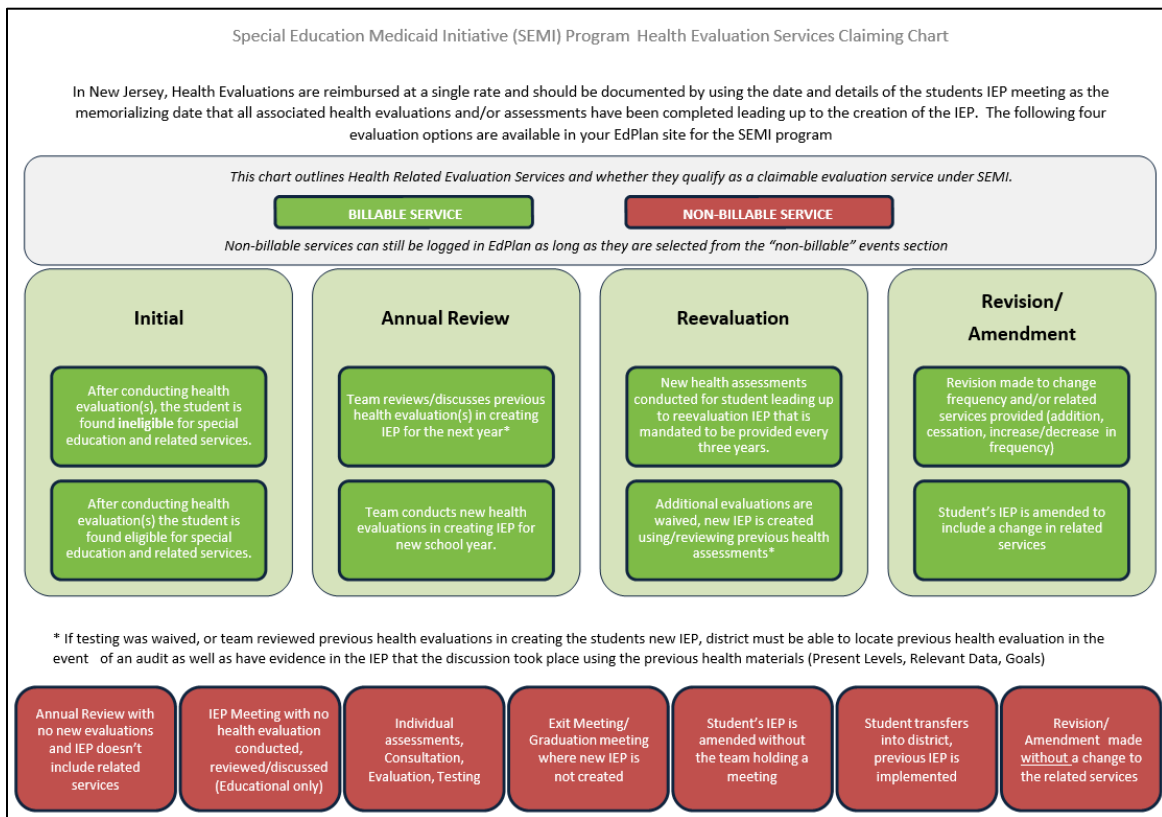 Special Education Medicaid Initiative (SEMI) Program Health Evaluation Services Claiming Chart
In New Jersey, Health Evaluations are reimbursed at a single rate and should be documented by using the date and details of the students IEP meeting as the
memorializing date that all associated health evaluations and/or assessments have been completed leading up to the creation of the IEP. The following four
evaluation options are available in your EdPlan site for the SEMI program
This chart outlines Health Related Evaluation Services and whether they qualify as a claimable evaluation service under SEMI.
BILLABLE SERVICE
NON-BILLABLE SERVICE
Non-billable services can still be logged in EdPlan as long as they are selected from the “non-billable” events section
Initial
After conducting health
evaluation(s), the student is
found ineligible for special
education and related services.
After conducting health
evaluation(s) the student is
found eligible for special
education and related services.
Annual Review
Team reviews/discusses previous
health evaluation(s) in creating
IEP for the next year*
Team conducts new health
evaluations in creating IEP for
new school year.
Reevaluation
New health assessments
conducted for student leading up
to reevaluation IEP that is
mandated to be provided every
three years.
Additional evaluations are
waived, new IEP is created
using/reviewing previous health
assessments*
Revision/
Amendment
Revision made to change
frequency and/or related
services provided (addition,
cessation, increase/decrease in
frequency)
Student’s IEP is amended to
include a change in related
services
* If testing was waived, or team reviewed previous health evaluations in creating the students new IEP, district must be able to locate previous health evaluation in the
event of an audit as well as have evidence in the IEP that the discussion took place using the previous health materials (Present Levels, Relevant Data, Goals)
Annual Review with
no new evaluations
and IEP doesn’t
include related
services
IEP Meeting with no
health evaluation
conducted,
reviewed/discussed
(Educational only)
Individual
assessments,
Consultation,
Evaluation, Testing
Exit Meeting/
Graduation meeting
where new IEP is
not created
Student’s IEP is
amended without
the team holding a
meeting
Student transfers
into district,
previous IEP is
implemented
Revision/
Amendment made
without a change to
the related services